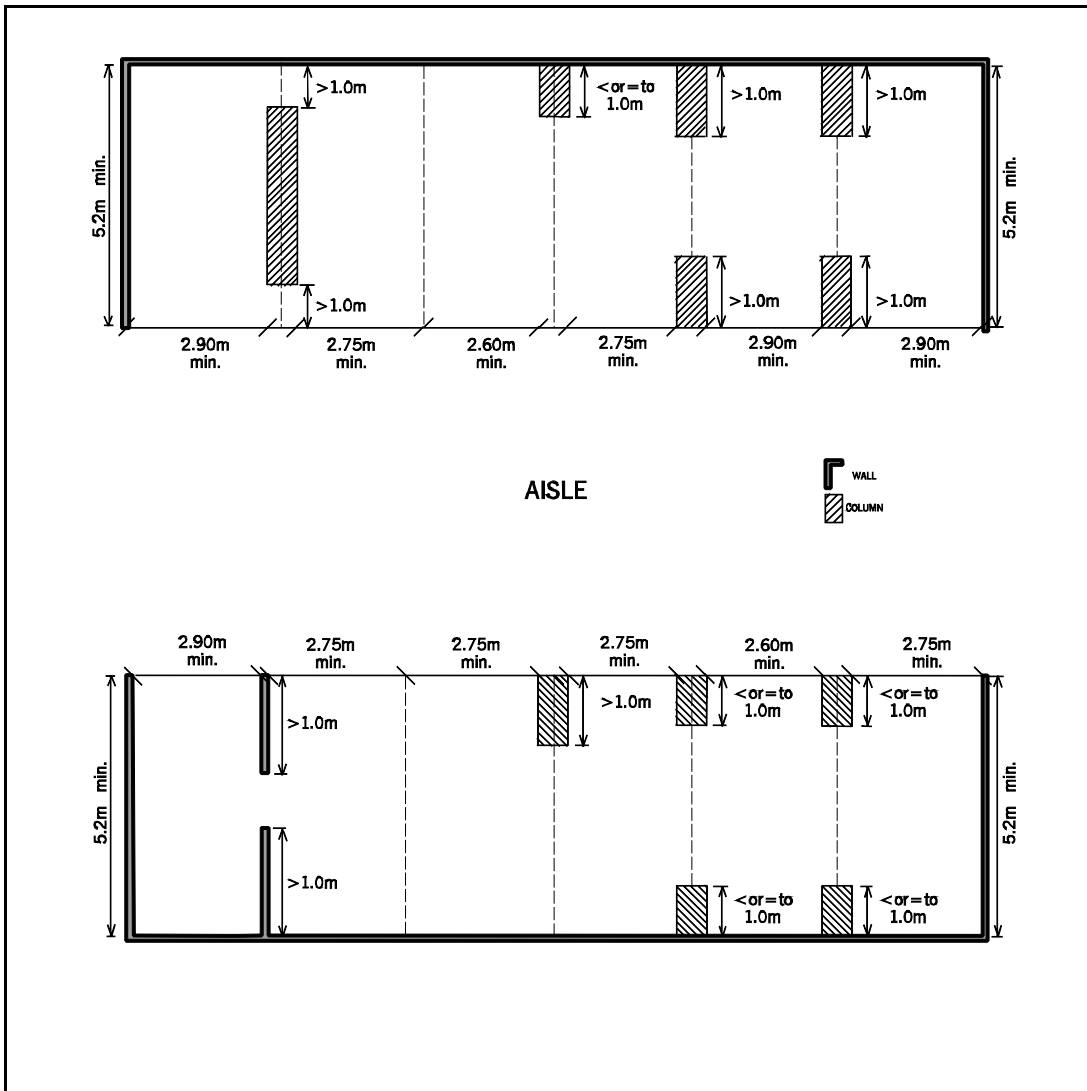 >1.0m
<or=to
1.0m
>1.0m
>1.0m
5.2m min.
5.2m min.
>1.0m
>1.0m
>1.0m
2.90m
min.
2.75m
min.
2.60m
min.
2.75m
min.
2.90m
min.
2.90m
min.
AISLE
WALL
COLUMN
2.90m
min.
2.75m
min.
2.75m
min.
2.75m
min.
2.60m
min.
2.75m
min.
>1.0m
>1.0m
<or=to
1.0m
<or=to
1.0m
5.2m min.
5.2m min.
>1.0m
<or=to
1.0m
<or=to
1.0m